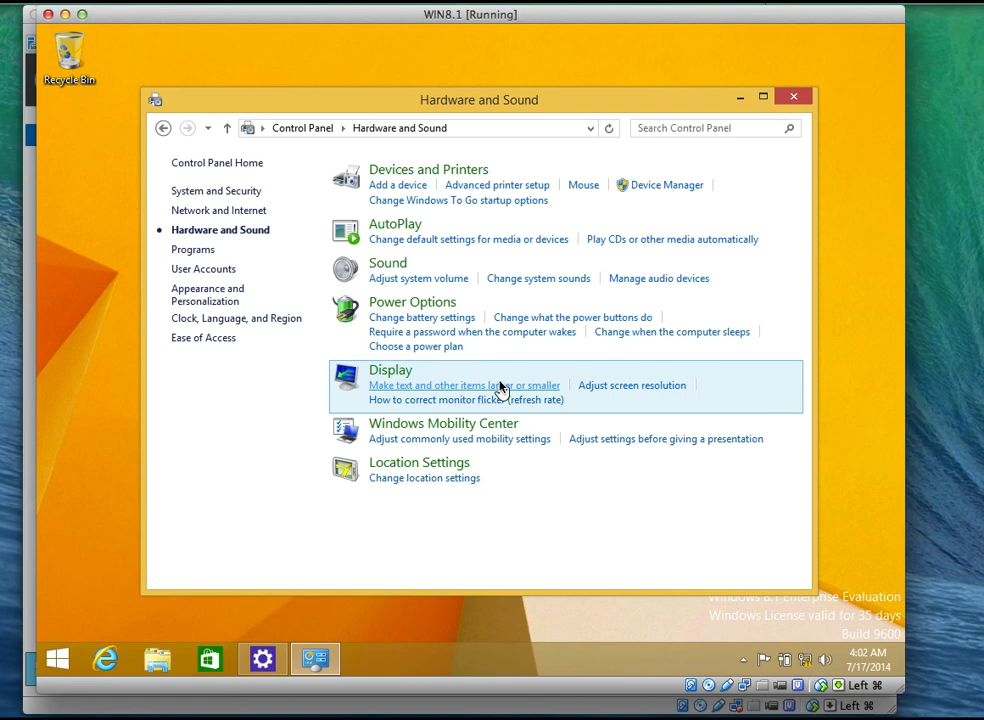 WIN8.1 [Running]
Recycle Bin
Hardware and Sound
Control Panel
Hardware and Sound
Search Control Panel
Control Panel Home
System and Security
Network and Internet
Hardware and Sound
Programs
User Accounts
Appearance and
Personalization
Clock, Language, and Region
Ease of Access
Devices and Printers
Add a device
Advanced printer setup
Mouse
Device Manager
Change Windows To Go startup options
AutoPlay
Change default settings for media or devices
Play CDs or other media automatically
Sound
Adjust system volume
Change system sounds
Manage audio devices
Power Options
Change battery settings
Change what the power buttons do
Require a password when the computer wakes
Change when the computer sleeps
Choose a power plan
Display
Make text and other items larger or smaller
Adjust screen resolution
How to correct monitor flicker (refresh rate)
Windows Mobility Center
Adjust commonly used mobility settings
Adjust settings before giving a presentation
Location Settings
Change location settings
Windows 8.1 Enterprise Evaluation
Windows License valid for 35 days
Build 9600
4:02 AM
7/17/2014
Left ⌘
Left ⌘